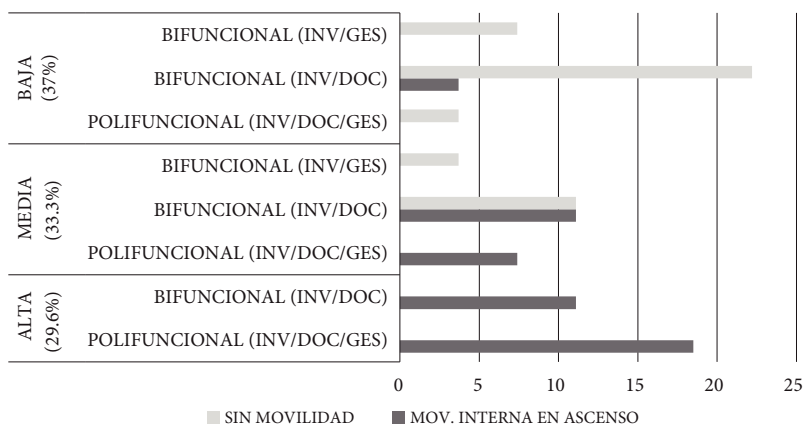 BAJA
(37%)
BIFUNCIONAL (INV/GES)
BIFUNCIONAL (INV/DOC)
POLIFUNCIONAL (INV/DOC/GES)
MEDIA
(33.3%)
BIFUNCIONAL (INV/GES)
BIFUNCIONAL (INV/DOC)
POLIFUNCIONAL (INV/DOC/GES)
ALTA
(29.6%)
BIFUNCIONAL (INV/DOC)
POLIFUNCIONAL (INV/DOC/GES)
0 5 10 15 20 25
SIN MOVILIDAD MOV. INTERNA EN ASCENSO